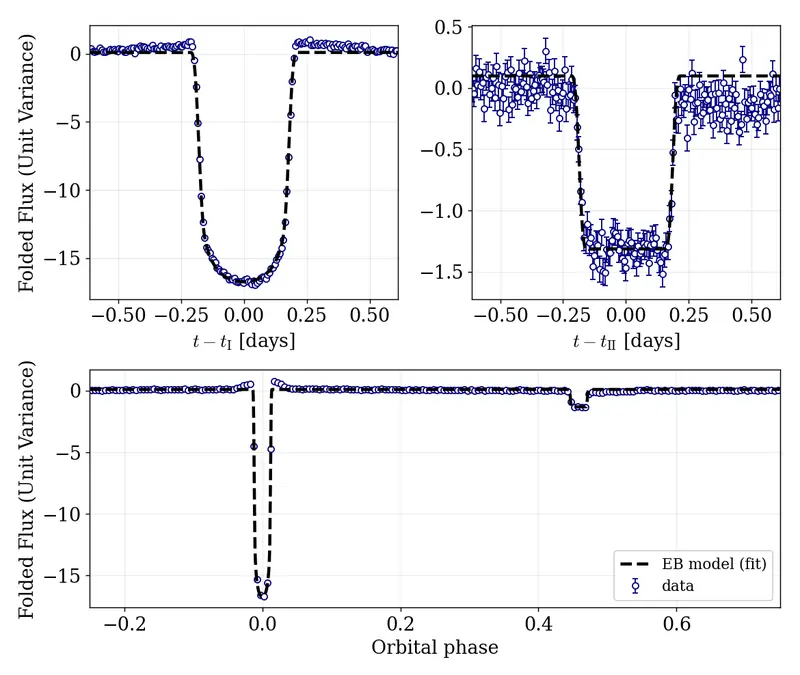 Folded Flux (Unit Variance)
0
−5
−10
−15
−0.50 −0.25 0.00 0.25 0.50
t − tI [days]
0.5
0.0
−0.5
−1.0
−1.5
−0.50 −0.25 0.00 0.25 0.50
t − tII [days]
Folded Flux (Unit Variance)
0
−5
−10
−15
EB model (fit)
data
−0.2 0.0 0.2 0.4 0.6
Orbital phase